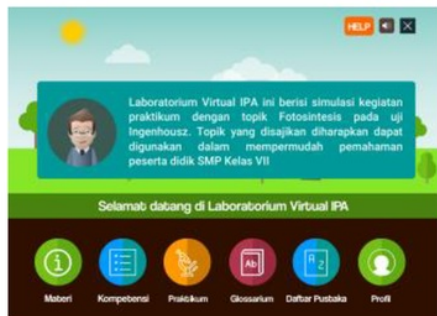 HELP
Laboratorium Virtual IPA ini berisi simulasi kegiatan
praktikum dengan topik Fotosintesis pada uji
Ingenhousz. Topik yang disajikan diharapkan dapat
digunakan dalam mempermudah pemahaman
peserta didik SMP Kelas VII
Selamat datang di Laboratorium Virtual IPA
Ab
A Z
Materi Kompetensi Praktikum Glossarium Daftar Pustaka Profil